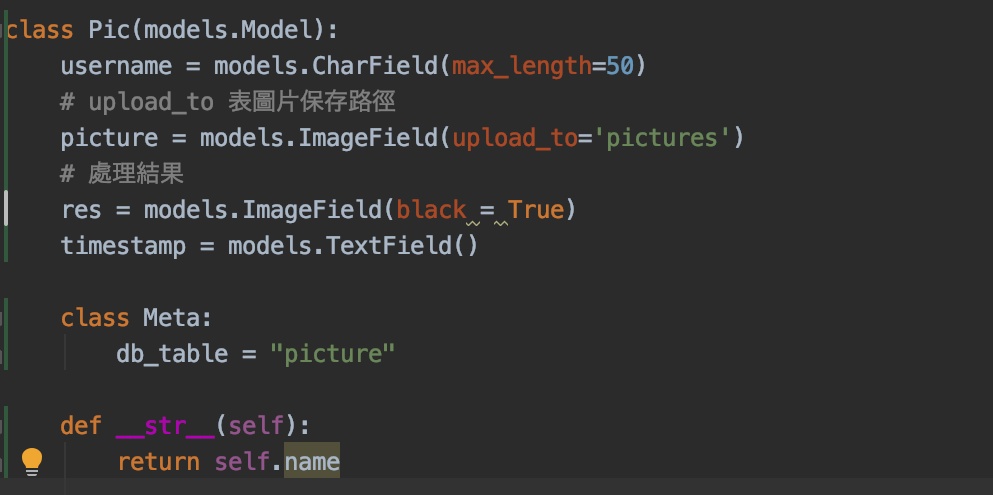 class Pic(models.Model):
    username = models.CharField(max_length=50)
    # upload_to 表圖片保存路徑
    picture = models.ImageField(upload_to='pictures')
    # 處理結果
    res = models.ImageField(black = True)
    timestamp = models.TextField()

    class Meta:
        db_table = "picture"

    def __str__(self):
        return self.name